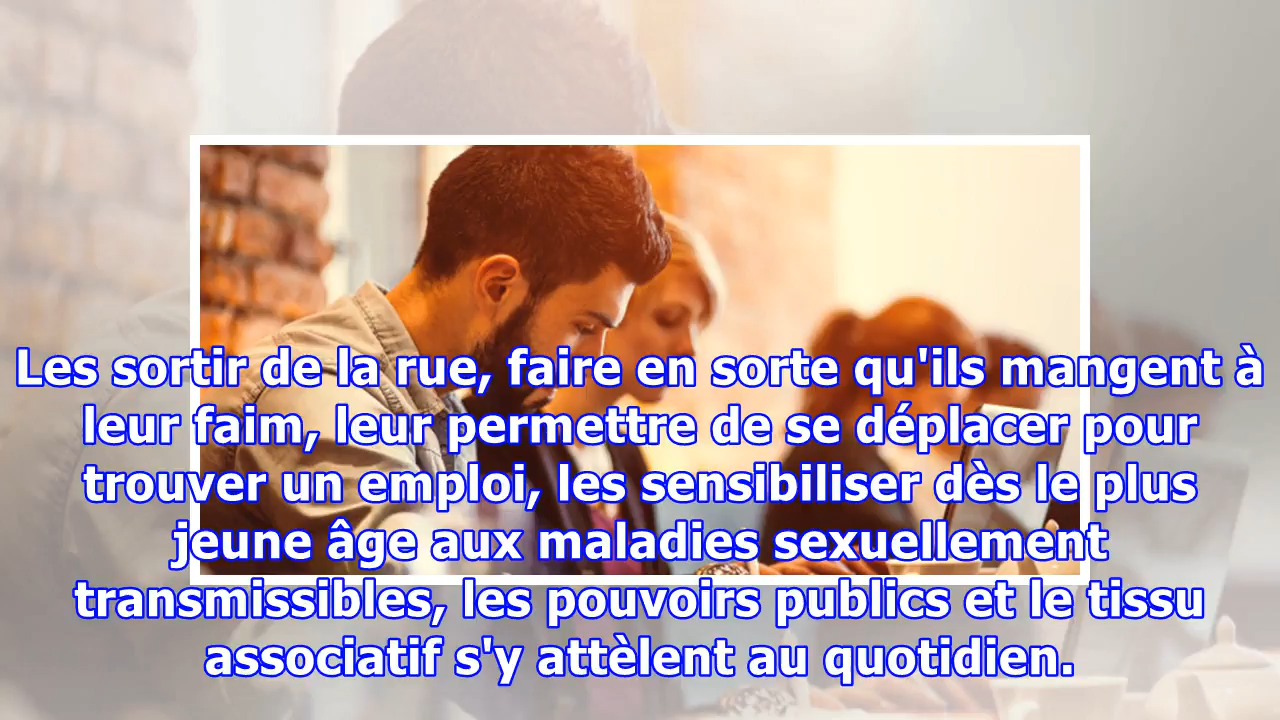 Les sortir de la rue, faire en sorte qu'ils mangent à
leur faim, leur permettre de se déplacer pour
trouver un emploi, les sensibiliser dès le plus
jeune âge aux maladies sexuellement
transmissibles, les pouvoirs publics et le tissu
associatif s'y attèlent au quotidien.